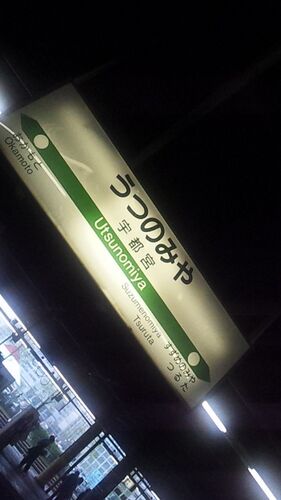 うつのみや
宇都宮
Utsunomiya
おかもと
Okamoto
すずめのみや
Suzumenomiya
つるた
Tsuruta